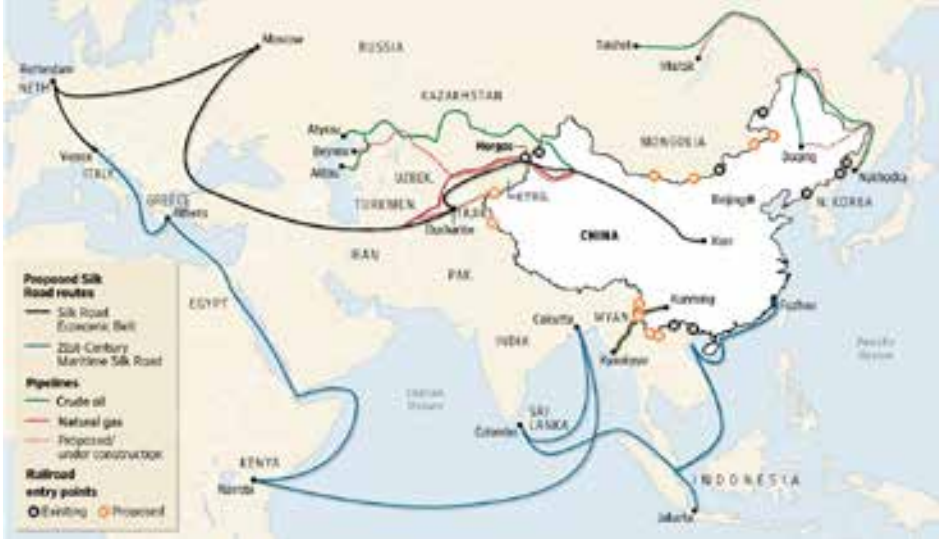 Moscow
RUSSIA
Taishet
Rotterdam
NETH
KAZAKHSTAN
Atyrau
MONGOLIA
Horgos
Daqing
Venice
Nakhodka
ITALY
UZBEK.
Beijing
N. KOREA
KYRG.
GREECE
TURKMEN.
TAJIK.
Athens
Dushanbe
CHINA
Xian
IRAN
Proposed Silk
Road routes
PAK.
Silk Road
Economic Belt
EGYPT
Kunming
Fuzhou
Calcutta
MYAN.
21st-Century
Maritime Silk Road
INDIA
Pacific
Ocean
Pipelines
Crude oil
Indian
Ocean
Natural gas
SRI
LANKA
Proposed/
under construction
Colombo
KENYA
Railroad
entry points
INDONESIA
Nairobi
Existing
Proposed
Jakarta